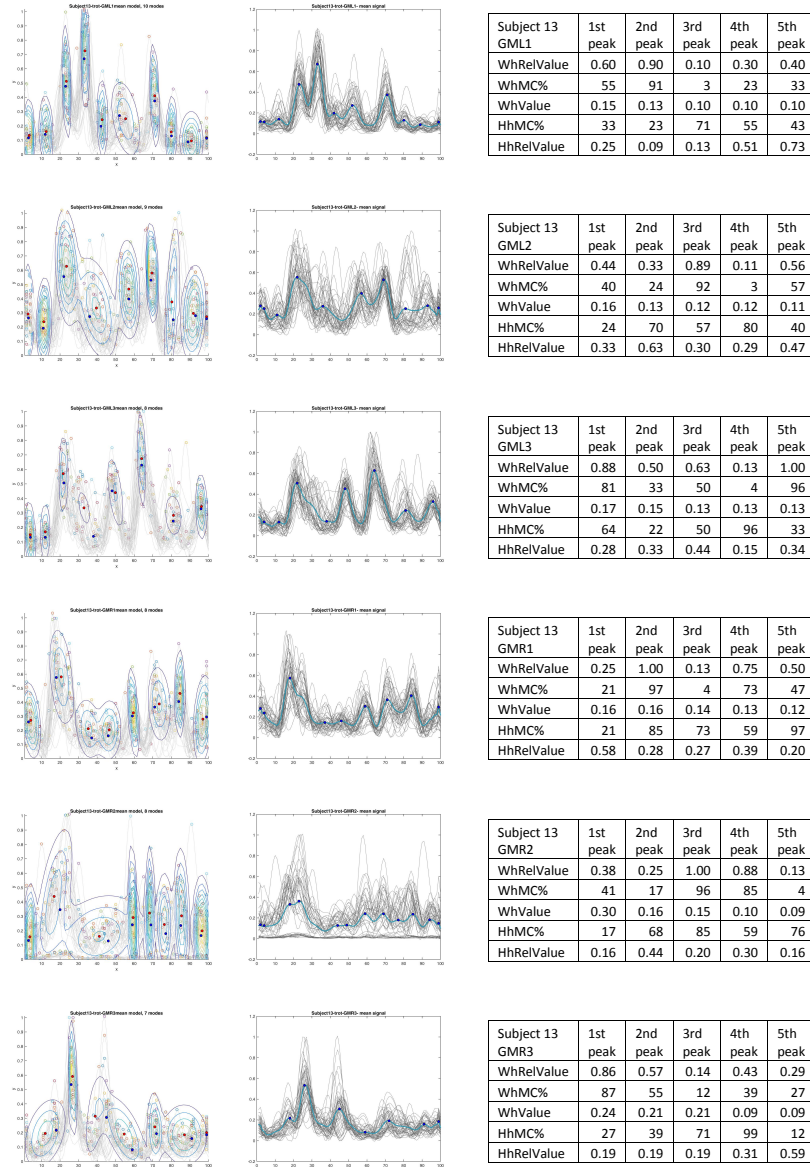 Subject13-trot-GML1mean model, 10 modes
Subject13-trot-GML1- mean signal
Subject 13 GML1 1st peak 2nd peak 3rd peak 4th peak 5th peak
WhRelValue 0.60 0.90 0.10 0.30 0.40
WhMC% 55 91 3 23 33
WhValue 0.15 0.13 0.10 0.10 0.10
HhMC% 33 23 71 55 43
HhRelValue 0.25 0.09 0.13 0.51 0.73
Subject13-trot-GML2mean model, 9 modes
Subject13-trot-GML2- mean signal
Subject 13 GML2 1st peak 2nd peak 3rd peak 4th peak 5th peak
WhRelValue 0.44 0.33 0.89 0.11 0.56
WhMC% 40 24 92 3 57
WhValue 0.16 0.13 0.12 0.12 0.11
HhMC% 24 70 57 80 40
HhRelValue 0.33 0.63 0.30 0.29 0.47
Subject13-trot-GML3mean model, 8 modes
Subject13-trot-GML3- mean signal
Subject 13 GML3 1st peak 2nd peak 3rd peak 4th peak 5th peak
WhRelValue 0.88 0.50 0.63 0.13 1.00
WhMC% 81 33 50 4 96
WhValue 0.17 0.15 0.13 0.13 0.13
HhMC% 64 22 50 96 33
HhRelValue 0.28 0.33 0.44 0.15 0.34
Subject13-trot-GMR1mean model, 8 modes
Subject13-trot-GMR1- mean signal
Subject 13 GMR1 1st peak 2nd peak 3rd peak 4th peak 5th peak
WhRelValue 0.25 1.00 0.13 0.75 0.50
WhMC% 21 97 4 73 47
WhValue 0.16 0.16 0.14 0.13 0.12
HhMC% 21 85 73 59 97
HhRelValue 0.58 0.28 0.27 0.39 0.20
Subject13-trot-GMR2mean model, 8 modes
Subject13-trot-GMR2- mean signal
Subject 13 GMR2 1st peak 2nd peak 3rd peak 4th peak 5th peak
WhRelValue 0.38 0.25 1.00 0.88 0.13
WhMC% 41 17 96 85 4
WhValue 0.30 0.16 0.15 0.10 0.09
HhMC% 17 68 85 59 76
HhRelValue 0.16 0.44 0.20 0.30 0.16
Subject13-trot-GMR3mean model, 7 modes
Subject13-trot-GMR3- mean signal
Subject 13 GMR3 1st peak 2nd peak 3rd peak 4th peak 5th peak
WhRelValue 0.86 0.57 0.14 0.43 0.29
WhMC% 87 55 12 39 27
WhValue 0.24 0.21 0.21 0.09 0.09
HhMC% 27 39 71 99 12
HhRelValue 0.19 0.19 0.19 0.31 0.59